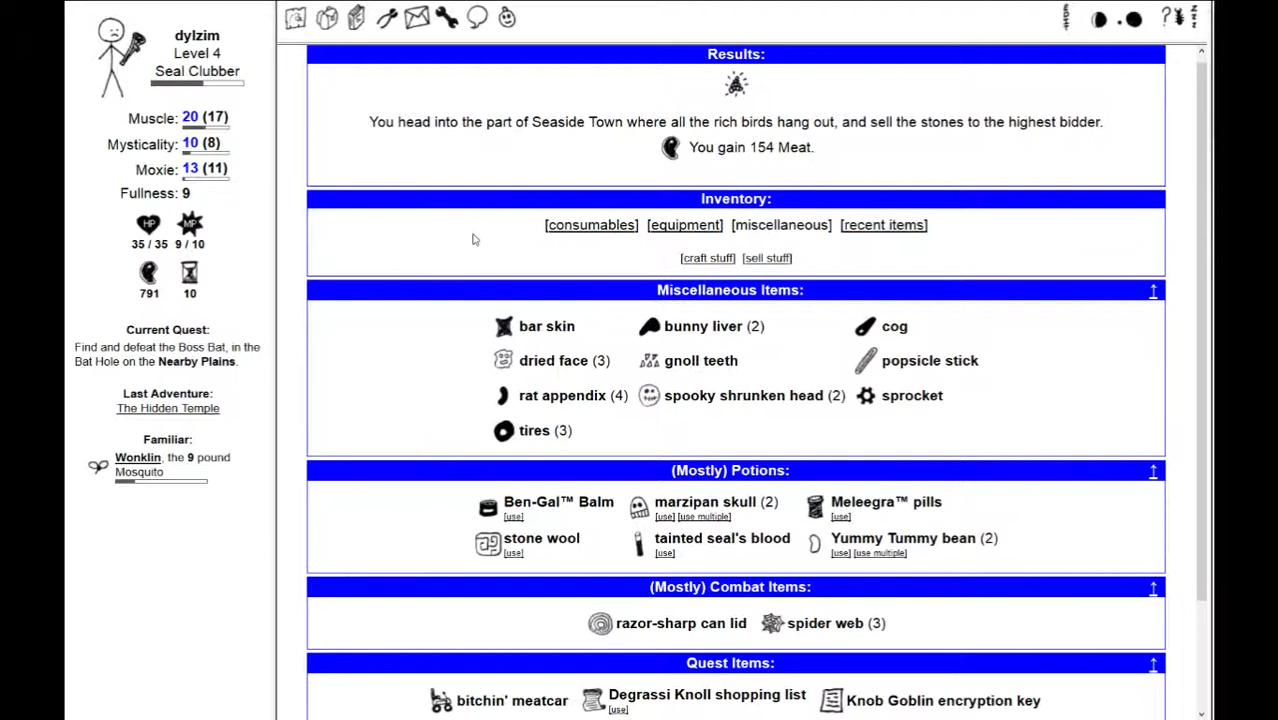 dylzim
Level 4
Seal Clubber
Muscle: 20 (17)
Mysticality: 10 (8)
Moxie: 13 (11)
Fullness: 9
HP MP
35 / 35 9 / 10
791 10
Current Quest:
Find and defeat the Boss Bat, in the
Bat Hole on the Nearby Plains.
Last Adventure:
The Hidden Temple
Familiar:
Wonklin, the 9 pound
Mosquito
Results:
You head into the part of Seaside Town where all the rich birds hang out, and sell the stones to the highest bidder.
You gain 154 Meat.
Inventory:
[consumables] [equipment] [miscellaneous] [recent items]
[craft stuff] [sell stuff]
Miscellaneous Items: ↑
bar skin bunny liver (2) cog
dried face (3) gnoll teeth popsicle stick
rat appendix (4) spooky shrunken head (2) sprocket
tires (3)
(Mostly) Potions: ↑
Ben-Gal™ Balm marzipan skull (2) Meleegra™ pills
[use] [use] [use multiple] [use]
stone wool tainted seal's blood Yummy Tummy bean (2)
[use] [use] [use] [use multiple]
(Mostly) Combat Items: ↑
razor-sharp can lid spider web (3)
Quest Items: ↑
bitchin' meatcar Degrassi Knoll shopping list Knob Goblin encryption key
[use]